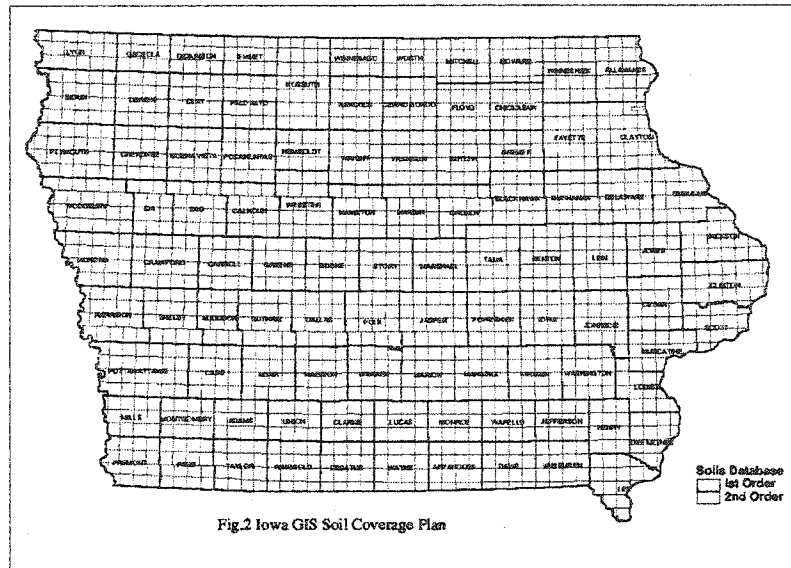 LYON OSCEOLA DICKINSON EMMET WINNEBAGO WORTH MITCHELL HOWARD WINNESHIEK ALLAMAKEE
KOSSUTH
SIOUX OBRIEN CLAY PALO ALTO HANCOCK CERRO GORDO FLOYD CHICKASAW
PLYMOUTH CHEROKEE BUENA VISTA POCAHONTAS HUMBOLDT WRIGHT FRANKLIN BUTLER BREMER FAYETTE CLAYTON
WOODBURY IDA SAC CALHOUN WEBSTER HAMILTON HARDIN GRUNDY BLACK HAWK BUCHANAN DELAWARE DUBUQUE
MONONA CRAWFORD CARROLL GREENE BOONE STORY MARSHALL TAMA BENTON LINN JONES JACKSON
CLINTON
HARRISON SHELBY AUDUBON GUTHRIE DALLAS POLK JASPER POWESHIEK IOWA JOHNSON CEDAR SCOTT
MUSCATINE
POTTAWATTAMIE CASS ADAIR MADISON WARREN MARION MAHASKA KEOKUK WASHINGTON LOUISA
MILLS MONTGOMERY ADAMS UNION CLARKE LUCAS MONROE WAPELLO JEFFERSON HENRY DES MOINES
FREMONT PAGE TAYLOR RINGGOLD DECATUR WAYNE APPANOOSE DAVIS VAN BUREN LEE
Soils Database
1st Order
2nd Order
Fig.2 Iowa GIS Soil Coverage Plan